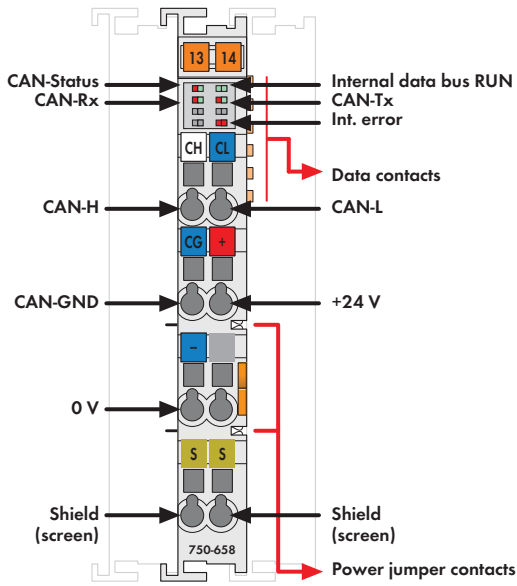 13 14
CAN-Status
Internal data bus RUN
CAN-Rx
CAN-Tx
Int. error
CH CL
Data contacts
CAN-H
CAN-L
CG +
CAN-GND
+24 V
–
0 V
S S
Shield
(screen)
Shield
(screen)
750-658
Power jumper contacts